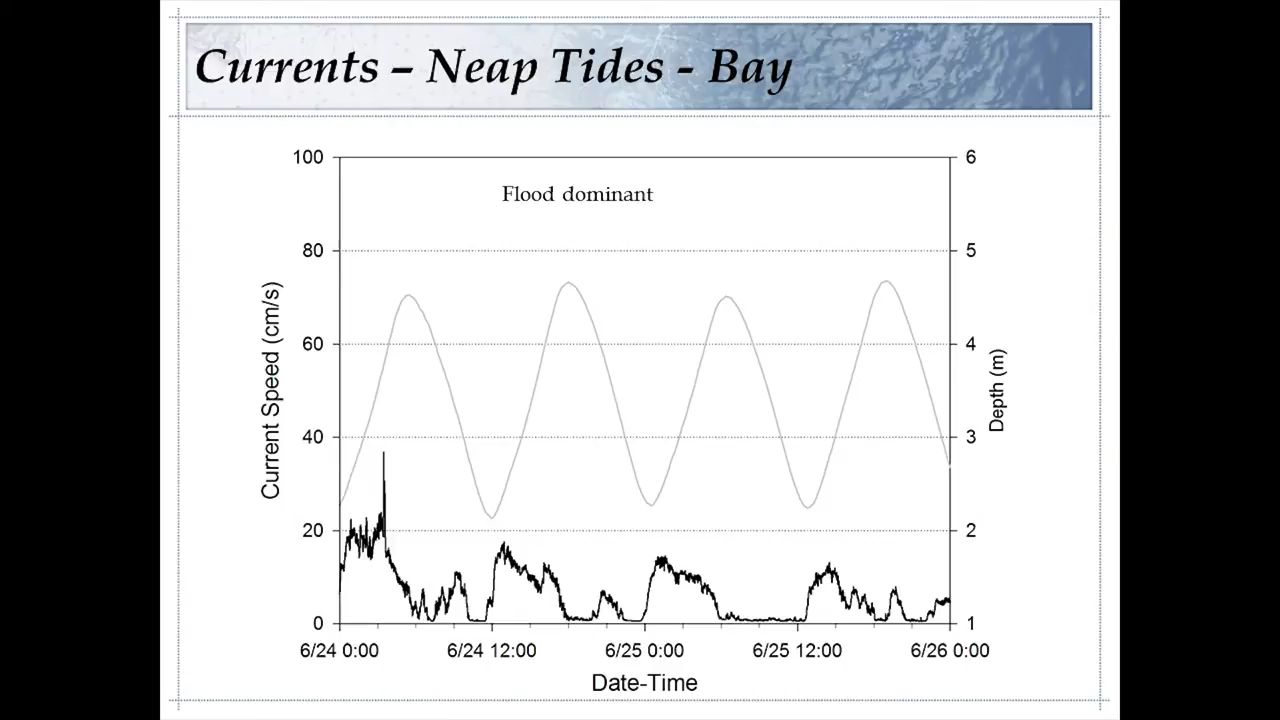 Currents – Neap Tides - Bay
Flood dominant
100
80
60
40
20
0
Current Speed (cm/s)
6
5
4
3
2
1
Depth (m)
6/24 0:00 6/24 12:00 6/25 0:00 6/25 12:00 6/26 0:00
Date-Time